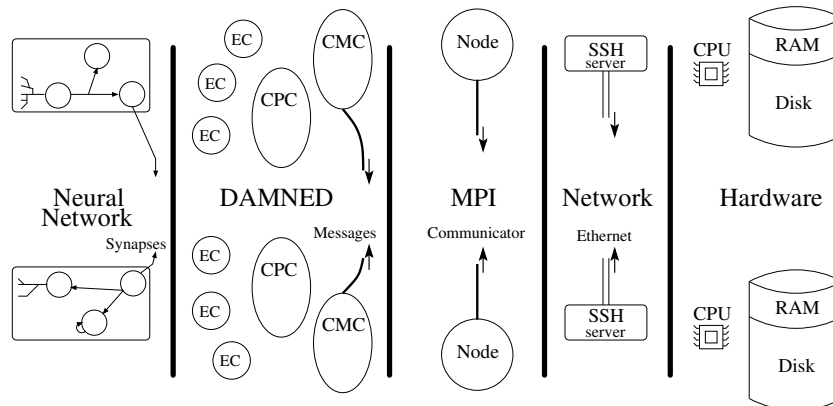 EC
CMC
Node
SSH
server
CPU
RAM
EC
CPC
Disk
EC
Neural
Network
DAMNED
MPI
Network
Hardware
Synapses
Messages
Communicator
Ethernet
EC
CPC
EC
CMC
Node
SSH
server
CPU
RAM
EC
Disk